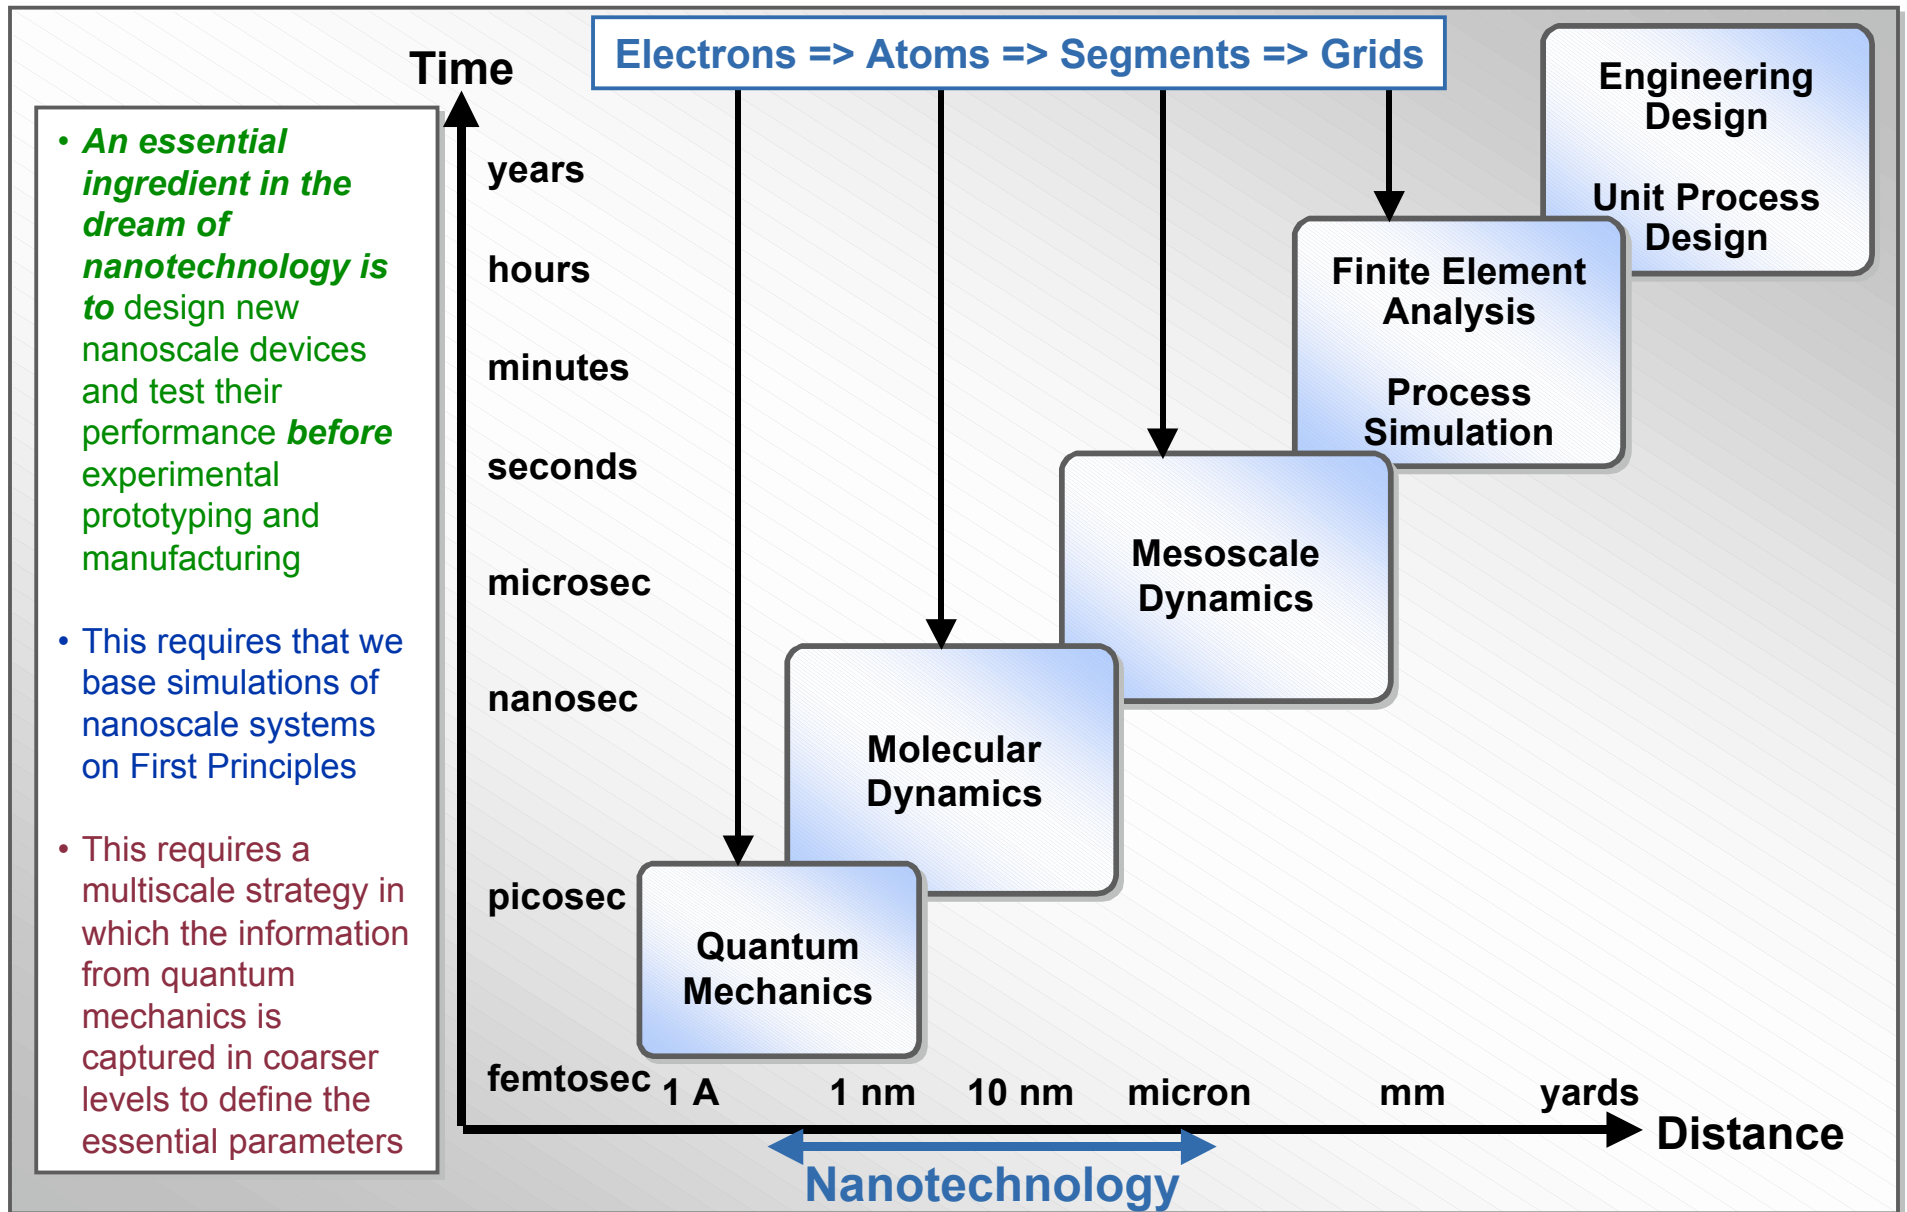 Electrons => Atoms => Segments => Grids
Time
• An essential
ingredient in the
dream of
nanotechnology is
to design new
nanoscale devices
and test their
performance before
experimental
prototyping and
manufacturing
• This requires that we
base simulations of
nanoscale systems
on First Principles
• This requires a
multiscale strategy in
which the information
from quantum
mechanics is
captured in coarser
levels to define the
essential parameters
years
hours
minutes
seconds
microsec
nanosec
picosec
femtosec
Engineering
Design
Unit Process
Design
Finite Element
Analysis
Process
Simulation
Mesoscale
Dynamics
Molecular
Dynamics
Quantum
Mechanics
1 A 1 nm 10 nm micron mm yards
Distance
Nanotechnology